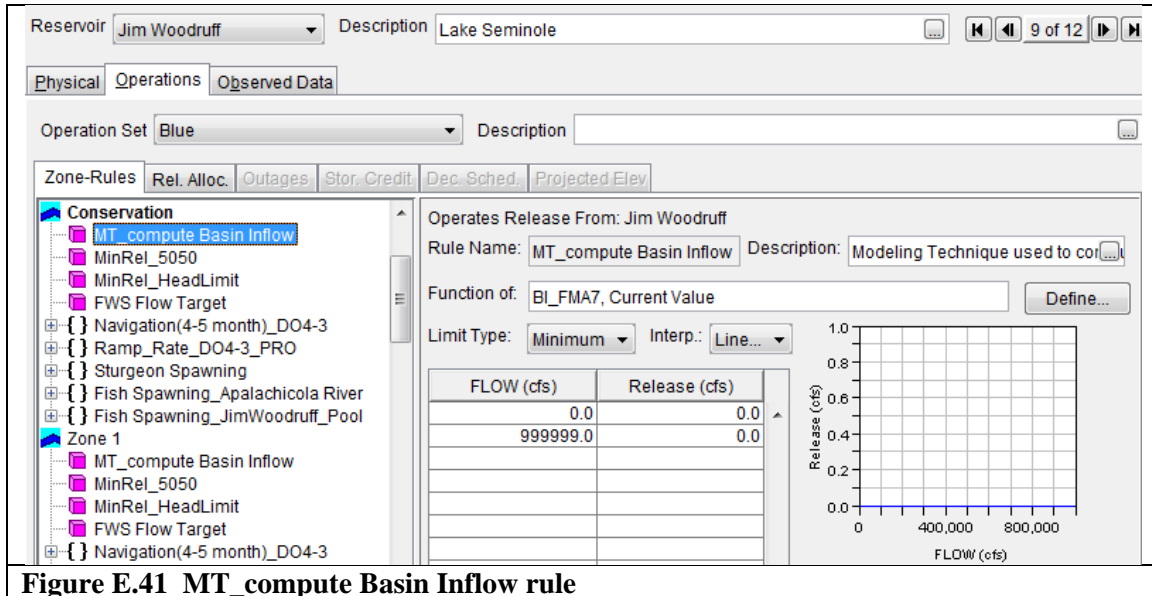 Reservoir Jim Woodruff Description Lake Seminole ... 9 of 12
Physical Operations Observed Data
Operation Set Blue Description ...
Zone-Rules Rel. Alloc. Outages Stor. Credit Dec. Sched. Projected Elev
Conservation
MT_compute Basin Inflow
MinRel_5050
MinRel_HeadLimit
FWS Flow Target
{ } Navigation(4-5 month)_DO4-3
{ } Ramp_Rate_DO4-3_PRO
{ } Sturgeon Spawning
{ } Fish Spawning_Apalachicola River
{ } Fish Spawning_JimWoodruff_Pool
Zone 1
MT_compute Basin Inflow
MinRel_5050
MinRel_HeadLimit
FWS Flow Target
{ } Navigation(4-5 month)_DO4-3
Operates Release From: Jim Woodruff
Rule Name: MT_compute Basin Inflow Description: Modeling Technique used to cor...
Function of: BI_FMA7, Current Value Define...
Limit Type: Minimum Interp.: Line...
FLOW (cfs) Release (cfs)
0.0 0.0
999999.0 0.0
Release (cfs)
1.0
0.8
0.6
0.4
0.2
0.0
0 400,000 800,000
FLOW (cfs)
Figure E.41 MT_compute Basin Inflow rule